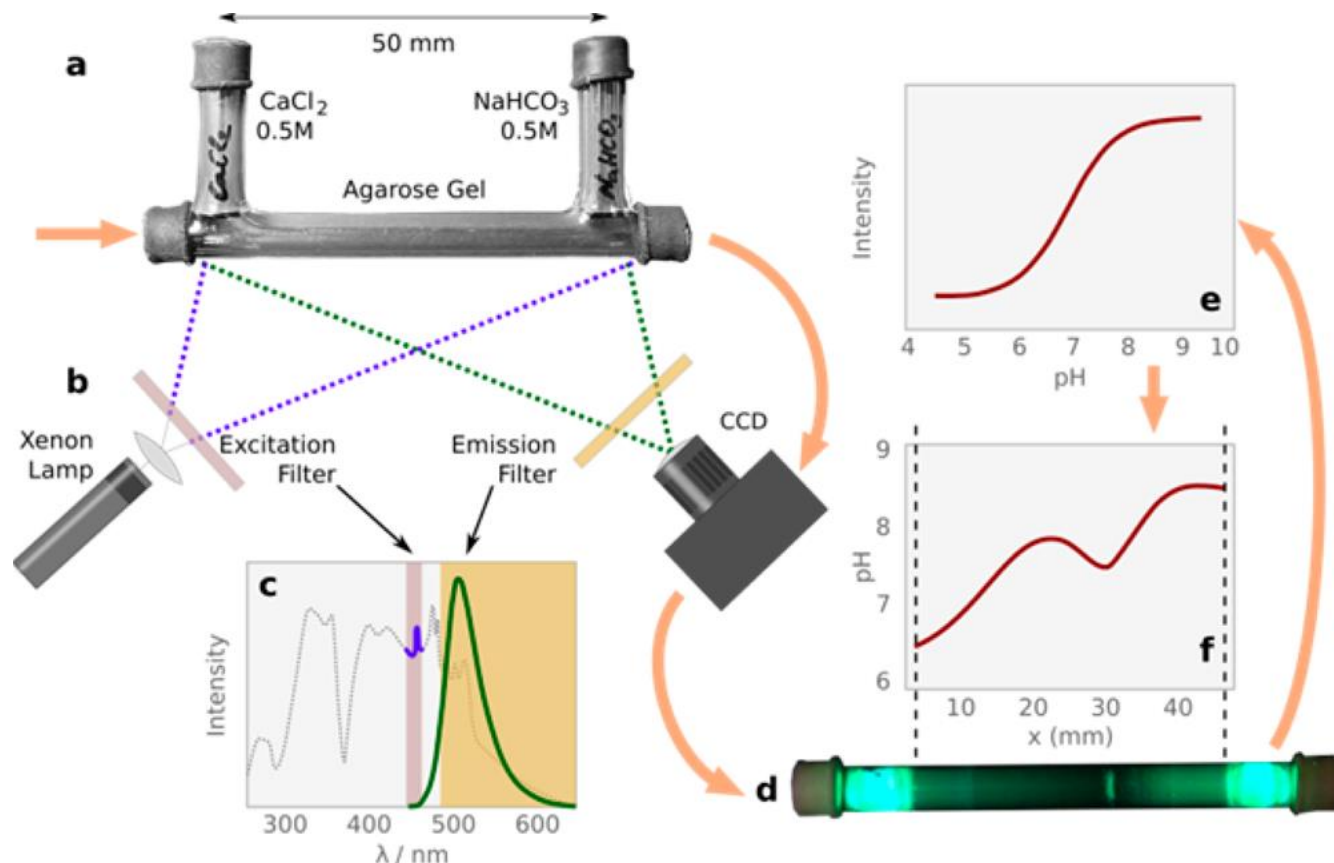 50 mm
a
CaCl₂
0.5M
NaHCO₃
0.5M
CaCl₂
NaHCO₃
Agarose Gel
b
Xenon
Lamp
Excitation
Filter
Emission
Filter
CCD
c
Intensity
300 400 500 600
λ / nm
d
Intensity
e
4 5 6 7 8 9 10
pH
9
8
7
6
pH
f
10 20 30 40
x (mm)